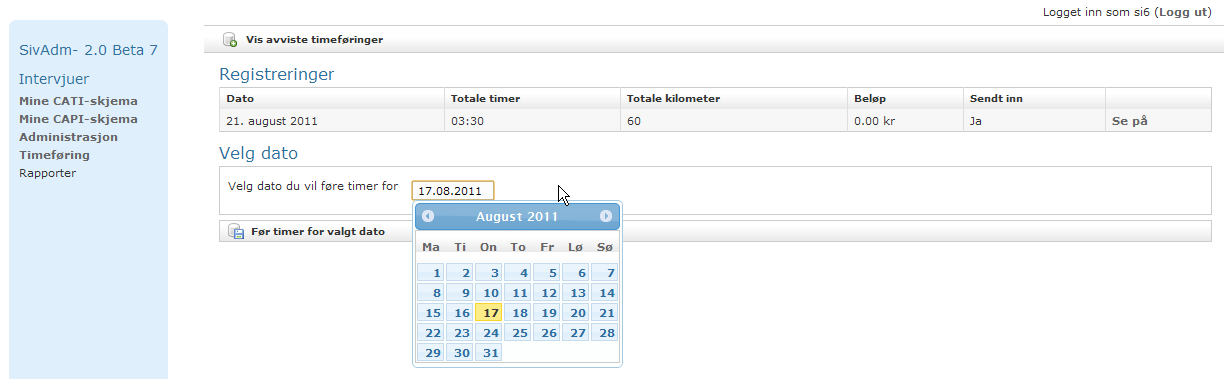 Logget inn som si6 (Logg ut)
SivAdm- 2.0 Beta 7
Intervjuer
Mine CATI-skjema
Mine CAPI-skjema
Administrasjon
Timeføring
Rapporter
Vis avviste timeføringer
Registreringer
Dato Totale timer Totale kilometer Beløp Sendt inn
21. august 2011 03:30 60 0.00 kr Ja Se på
Velg dato
Velg dato du vil føre timer for 17.08.2011
August 2011
Ma Ti On To Fr Lø Sø
1 2 3 4 5 6 7
8 9 10 11 12 13 14
15 16 17 18 19 20 21
22 23 24 25 26 27 28
29 30 31
Før timer for valgt dato